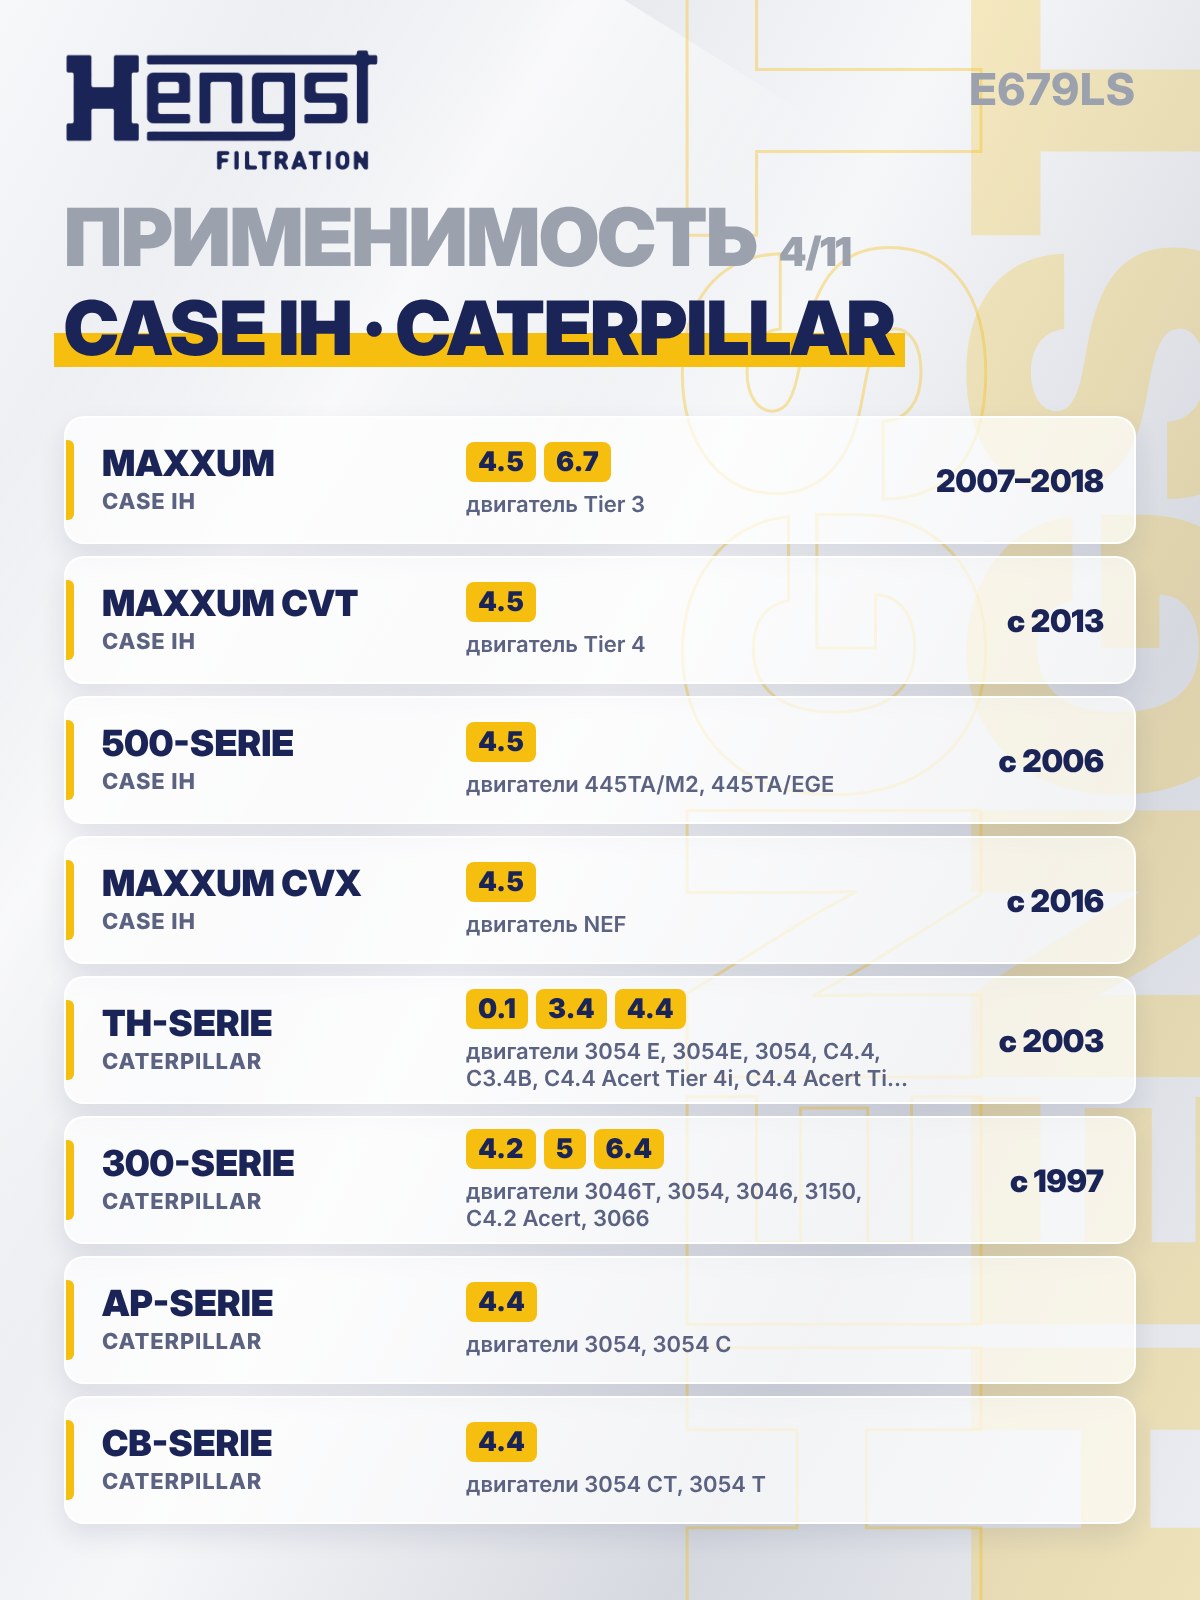 Hengst
FILTRATION
E679LS
ПРИМЕНИМОСТЬ 4/11
CASE IH · CATERPILLAR
MAXXUM
CASE IH
4.5 6.7
двигатель Tier 3
2007–2018
MAXXUM CVT
CASE IH
4.5
двигатель Tier 4
с 2013
500-SERIE
CASE IH
4.5
двигатели 445TA/M2, 445TA/EGE
с 2006
MAXXUM CVX
CASE IH
4.5
двигатель NEF
с 2016
TH-SERIE
CATERPILLAR
0.1 3.4 4.4
двигатели 3054 E, 3054E, 3054, C4.4,
C3.4B, C4.4 Acert Tier 4i, C4.4 Acert Ti...
с 2003
300-SERIE
CATERPILLAR
4.2 5 6.4
двигатели 3046T, 3054, 3046, 3150,
C4.2 Acert, 3066
с 1997
AP-SERIE
CATERPILLAR
4.4
двигатели 3054, 3054 C
CB-SERIE
CATERPILLAR
4.4
двигатели 3054 CT, 3054 T
HENGST
HENGST